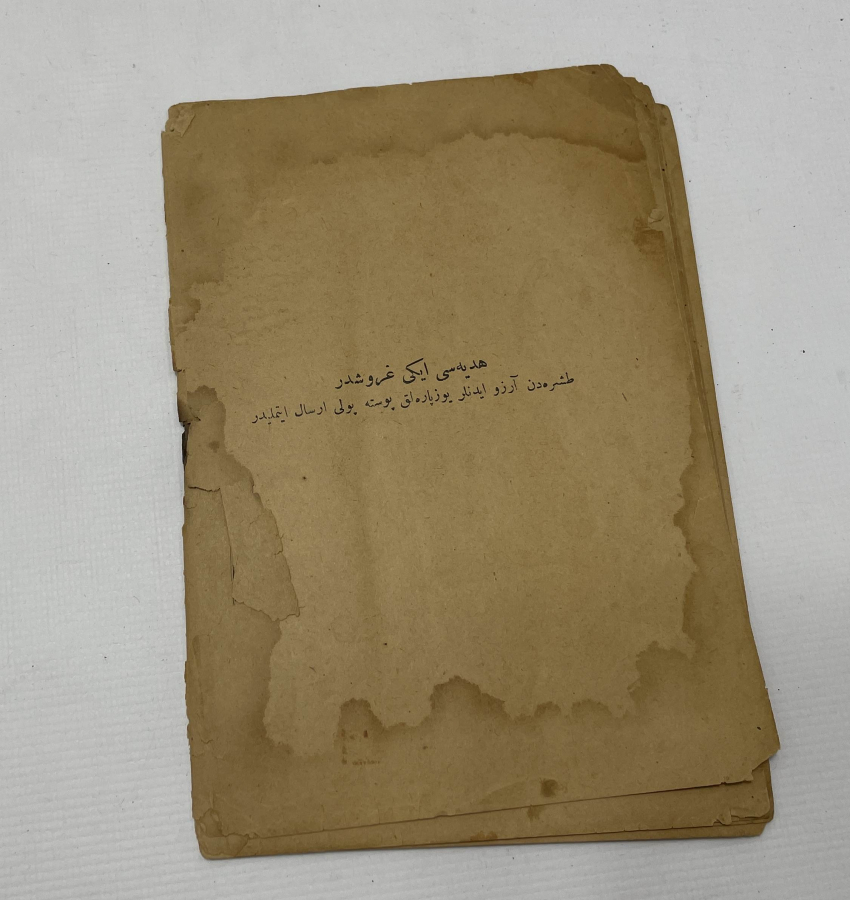 هدیه‌سی ایکی غروشدر
طشره‌دن آرزو ایدنلر یوزپاره‌لق پوسته پولی ارسال ایتملیدر